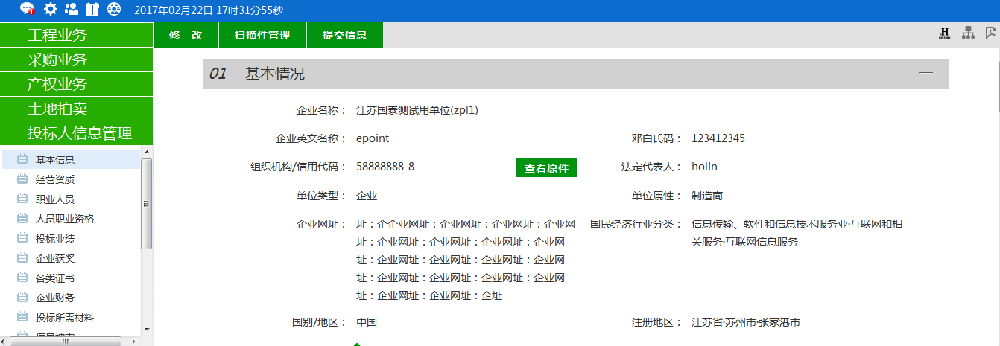 2017年02月22日 17时31分55秒
工程业务
采购业务
产权业务
土地拍卖
投标人信息管理
基本信息
经营资质
职业人员
人员职业资格
投标业绩
企业获奖
各类证书
企业财务
投标所需材料
修 改 扫描件管理 提交信息
01 基本情况
企业名称： 江苏国泰测试用单位(zpl1)
企业英文名称： epoint 邓白氏码： 123412345
组织机构/信用代码： 58888888-8 查看原件 法定代表人： holin
单位类型： 企业 单位属性： 制造商
企业网址： 址：企企业网址：企业网址：企业网址：企业网 国民经济行业分类： 信息传输、软件和信息技术服务业·互联网和相
址：企业网址：企业网址：企业网址：企业网 关服务·互联网信息服务
址：企业网址：企业网址：企业网址：企业网
址：企业网址：企业网址：企业网址：企业网
址：企业网址：企业网址：企址
国别/地区： 中国 注册地区： 江苏省·苏州市·张家港市